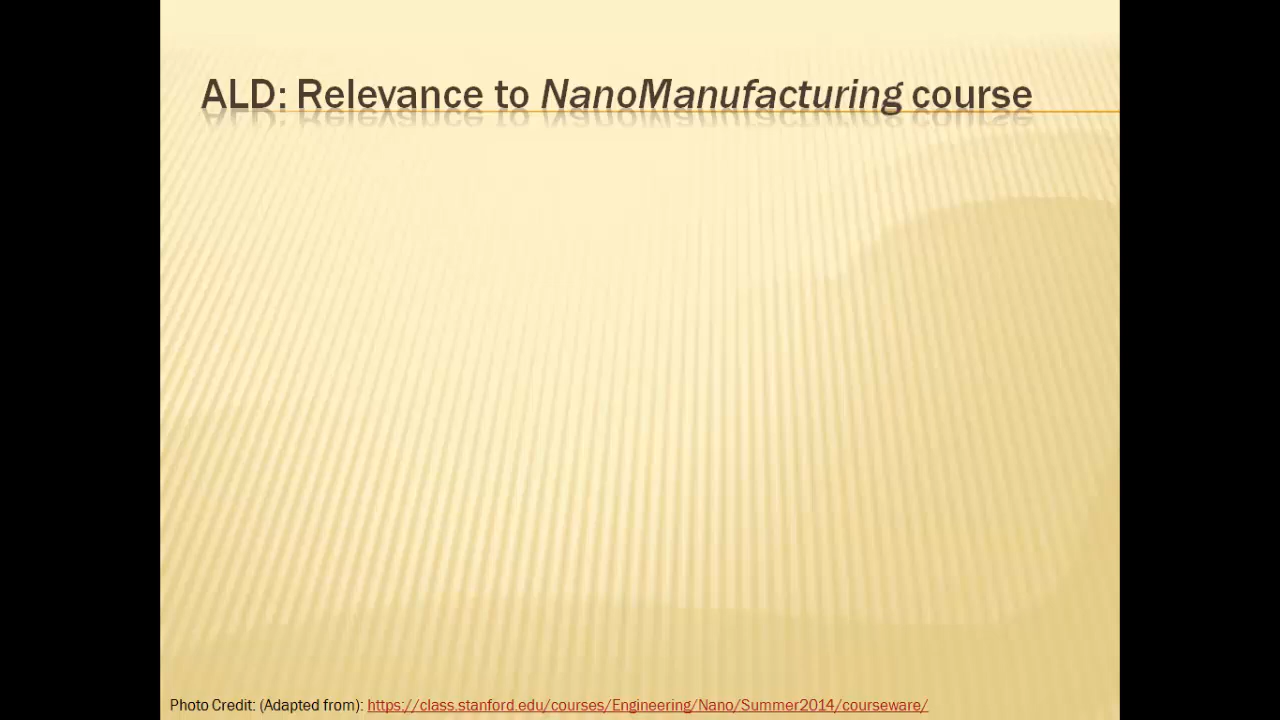 ALD: Relevance to NanoManufacturing course
Photo Credit: (Adapted from): https://class.stanford.edu/courses/Engineering/Nano/Summer2014/courseware/